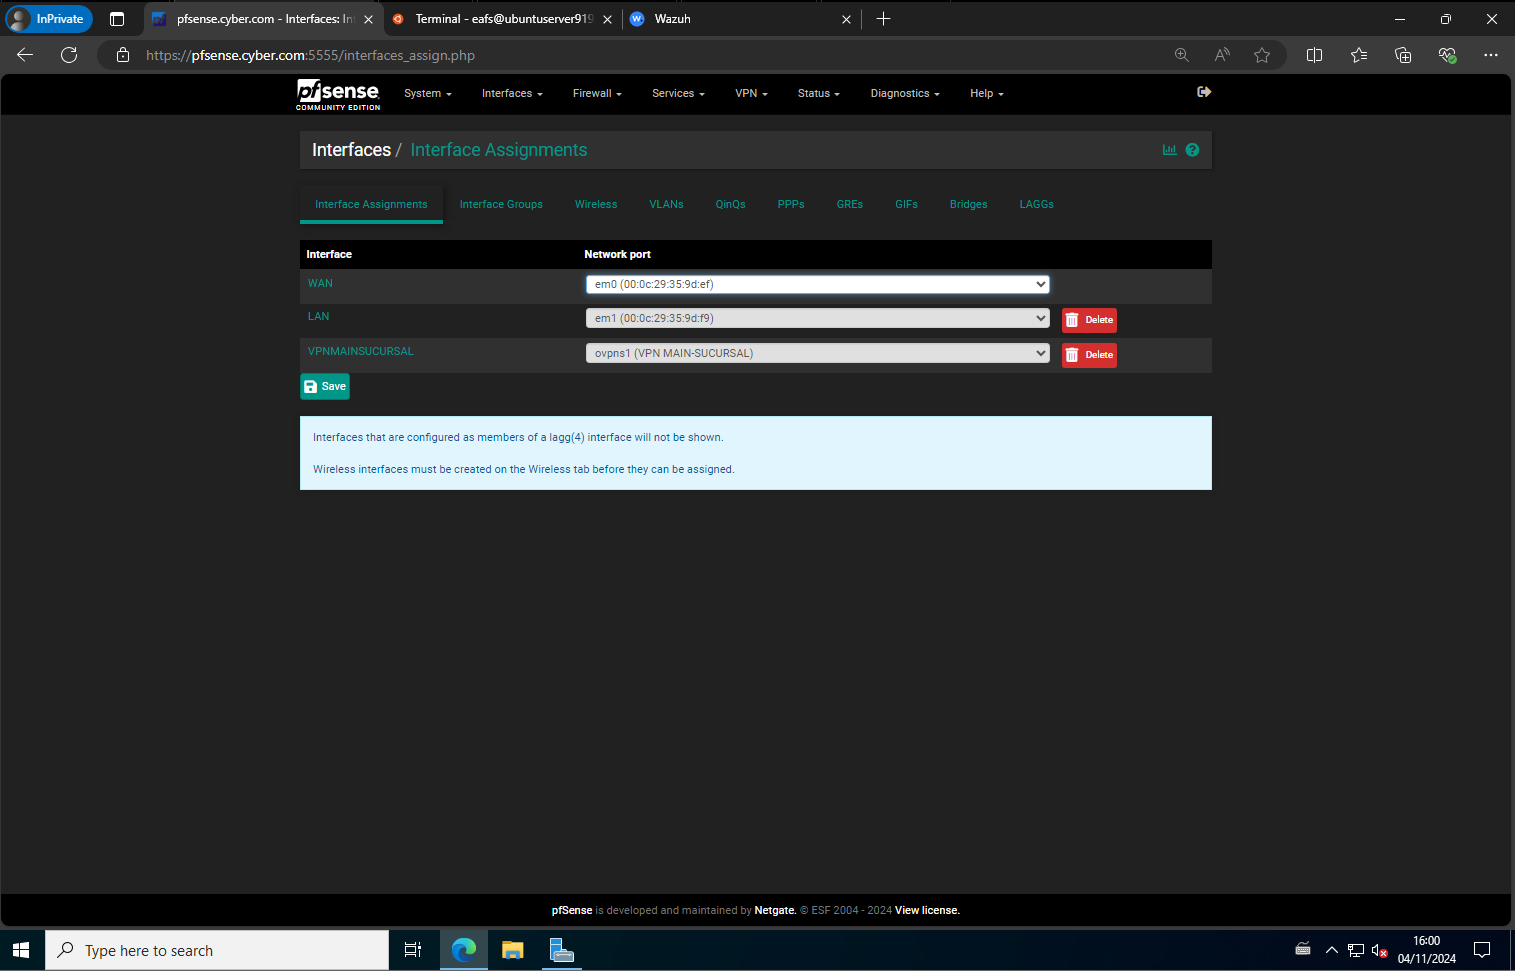 InPrivate
pfsense.cyber.com - Interfaces: In
Terminal - eafs@ubuntuserver919
Wazuh
https://pfsense.cyber.com:5555/interfaces_assign.php
pfsense
COMMUNITY EDITION
System
Interfaces
Firewall
Services
VPN
Status
Diagnostics
Help
Interfaces / Interface Assignments
Interface Assignments
Interface Groups
Wireless
VLANs
QinQs
PPPs
GREs
GIFs
Bridges
LAGGs
Interface
Network port
WAN
em0 (00:0c:29:35:9d:ef)
LAN
em1 (00:0c:29:35:9d:f9)
Delete
VPNMAINSUCURSAL
ovpns1 (VPN MAIN-SUCURSAL)
Delete
Save
Interfaces that are configured as members of a lagg(4) interface will not be shown.
Wireless interfaces must be created on the Wireless tab before they can be assigned.
pfSense is developed and maintained by Netgate. © ESF 2004 - 2024 View license.
Type here to search
16:00
04/11/2024